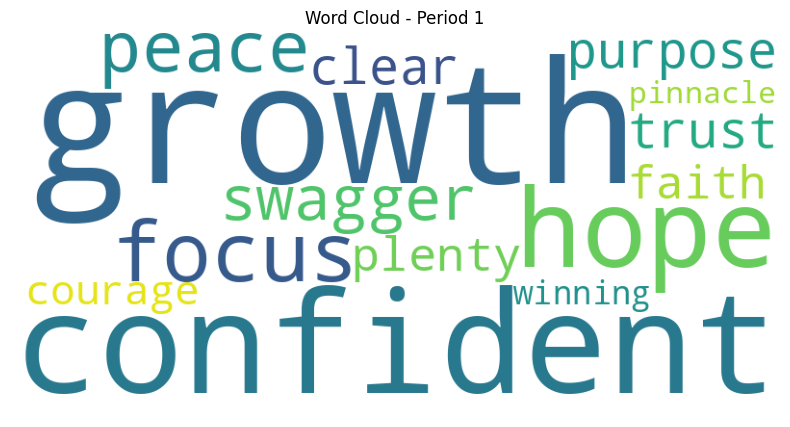 Word Cloud - Period 1
peace
clear
purpose
growth
pinnacle
trust
swagger
faith
hope
focus
plenty
courage
winning
confident